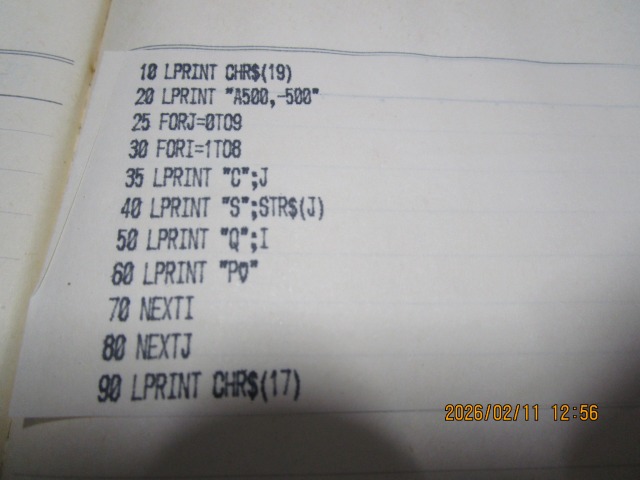 10 LPRINT CHR$(19)
20 LPRINT "A500,-500"
25 FORJ=0TO9
30 FORI=1TO8
35 LPRINT "C";J
40 LPRINT "S";STR$(J)
50 LPRINT "Q";I
60 LPRINT "P♡"
70 NEXTI
80 NEXTJ
90 LPRINT CHR$(17)
2026/02/11 12:56